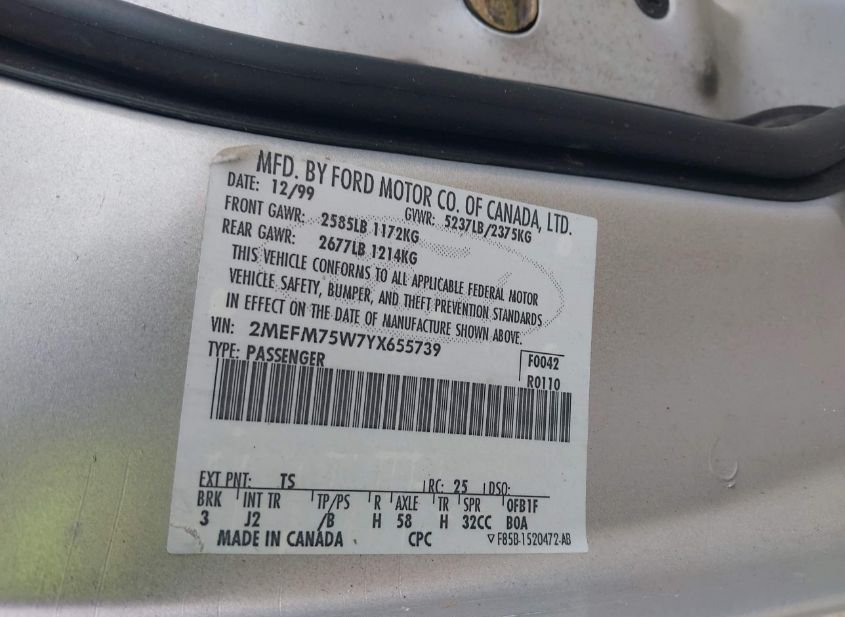 MFD. BY FORD MOTOR CO. OF CANADA, LTD.
DATE: 12/99 GVWR: 5237LB/2375KG
FRONT GAWR: 2585LB 1172KG
REAR GAWR: 2677LB 1214KG
THIS VEHICLE CONFORMS TO ALL APPLICABLE FEDERAL MOTOR
VEHICLE SAFETY, BUMPER, AND THEFT PREVENTION STANDARDS
IN EFFECT ON THE DATE OF MANUFACTURE SHOWN ABOVE.
VIN: 2MEFM75W7YX655739
TYPE: PASSENGER
F0042
R0110
EXT PNT: TS RC: 25 DSO:
BRK INT TR TP/PS R AXLE TR SPR OFB1F
3 J2 /B H 58 H 32CC BOA
MADE IN CANADA CPC ▽F85B-1520472-AB